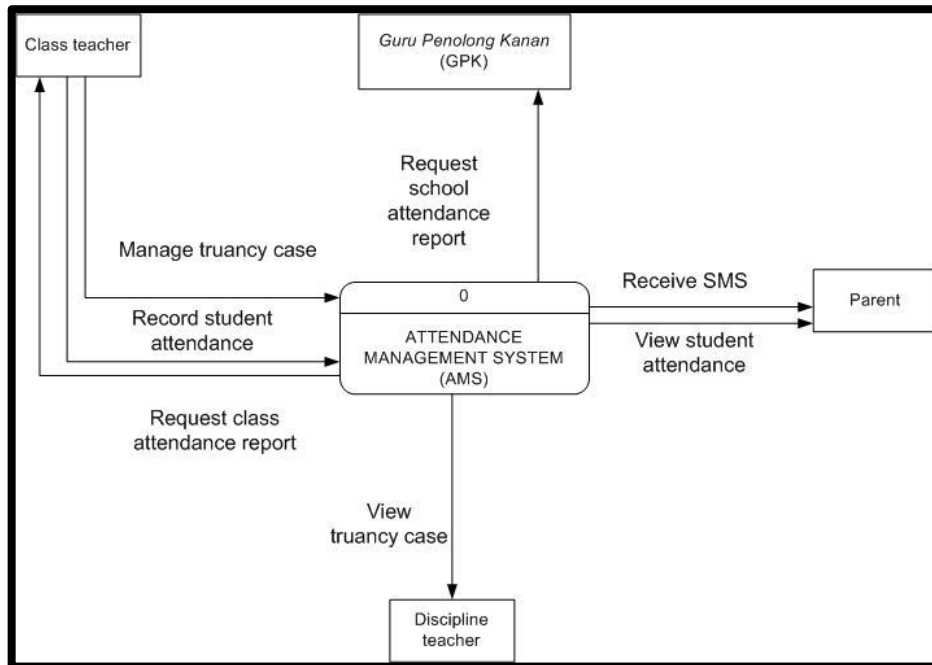 Class teacher
Guru Penolong Kanan
(GPK)
Request
school
attendance
report
Manage truancy case
Receive SMS
Parent
0
Record student
attendance
ATTENDANCE
MANAGEMENT SYSTEM
(AMS)
View student
attendance
Request class
attendance report
View
truancy case
Discipline
teacher